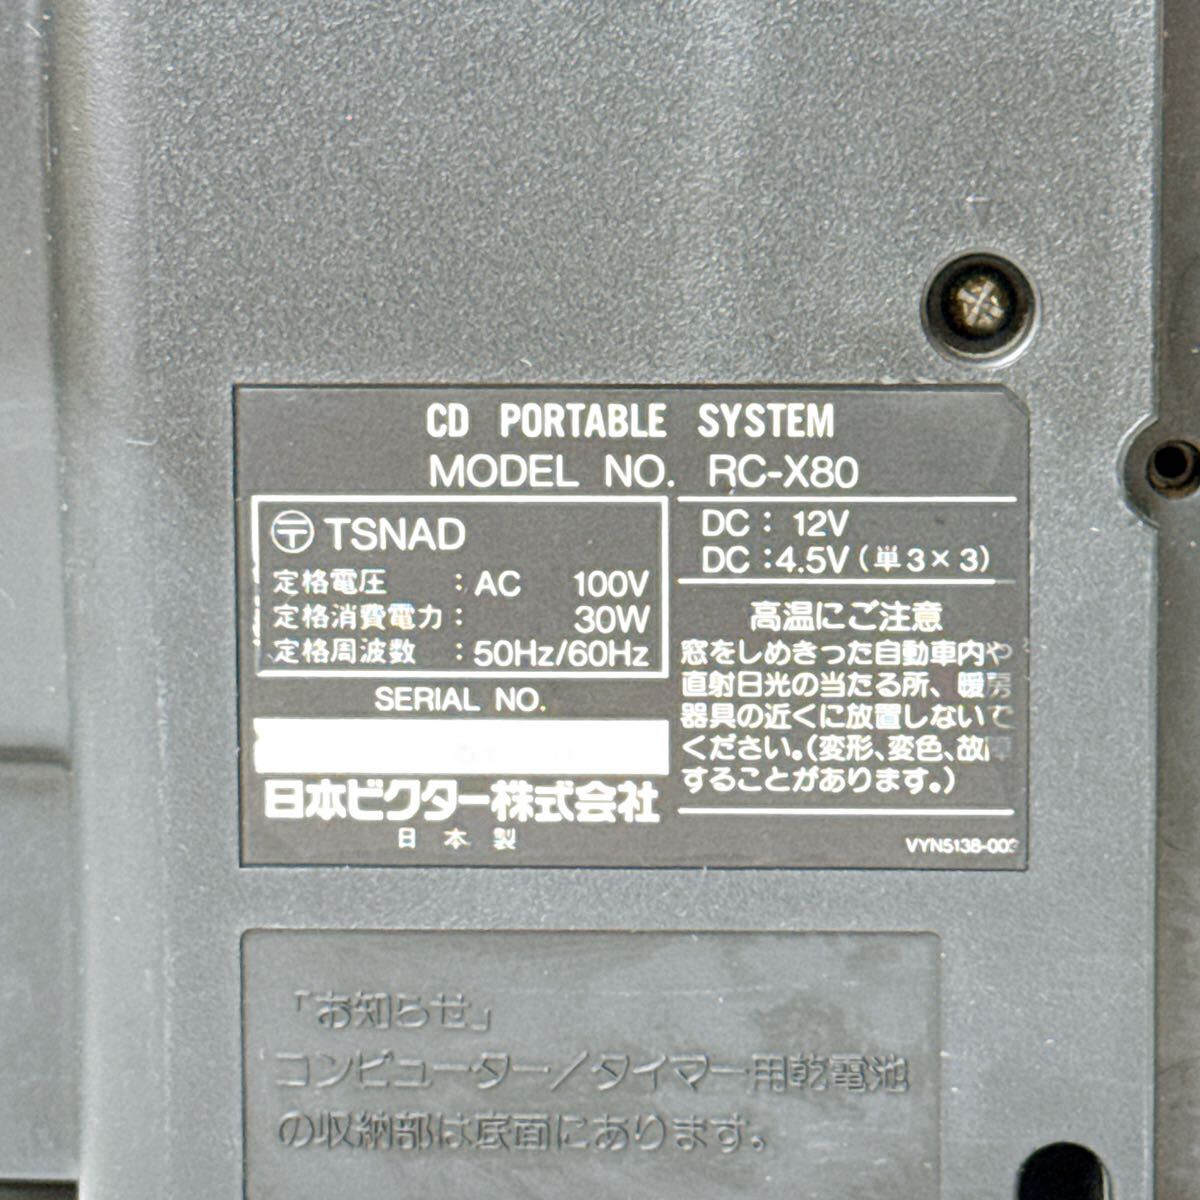 CD PORTABLE SYSTEM
MODEL NO. RC-X80
〒 TSNAD
定格電圧 : AC 100V
定格消費電力 : 30W
定格周波数 : 50Hz/60Hz
SERIAL NO.
日本ビクター株式会社
日本製
DC : 12V
DC : 4.5V (単3×3)
高温にご注意
窓をしめきった自動車内や
直射日光の当たる所、暖房
器具の近くに放置しないで
ください。(変形、変色、故障
することがあります。)
VYN5138-003
「お知らせ」
コンピューター/タイマー用乾電池
の収納部は底面にあります。